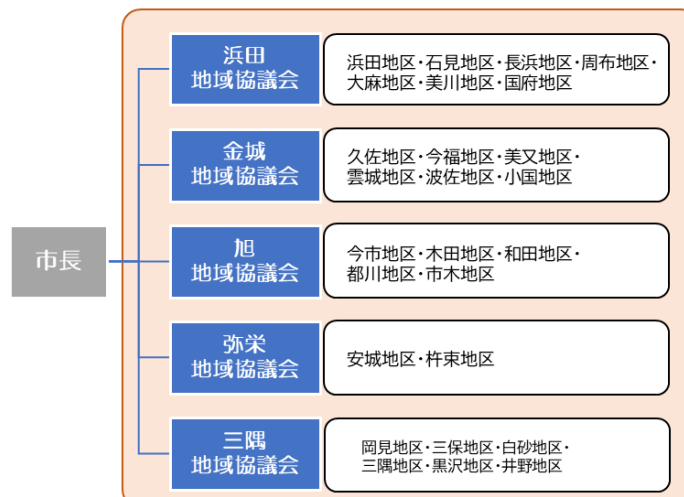 浜田
地域協議会
浜田地区・石見地区・長浜地区・周布地区・
大麻地区・美川地区・国府地区
金城
地域協議会
久佐地区・今福地区・美又地区・
雲城地区・波佐地区・小国地区
市長
旭
地域協議会
今市地区・木田地区・和田地区・
都川地区・市木地区
弥栄
地域協議会
安城地区・杵束地区
三隅
地域協議会
岡見地区・三保地区・白砂地区・
三隅地区・黒沢地区・井野地区